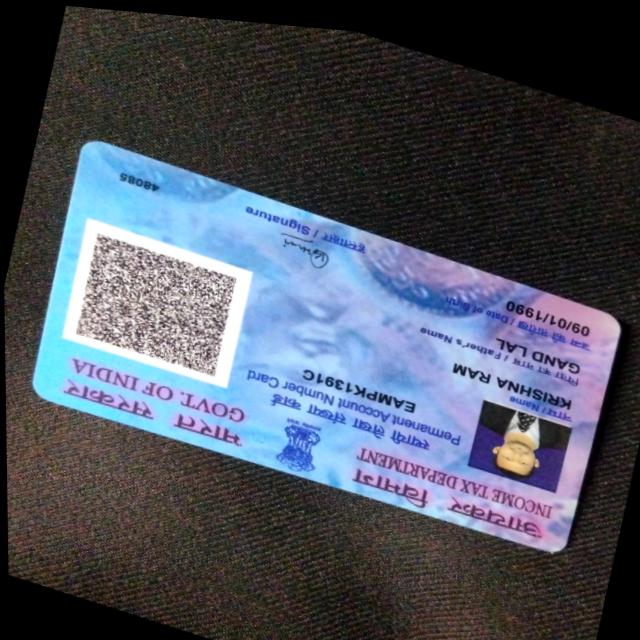 आयकर विभाग
INCOME TAX DEPARTMENT
भारत सरकार
GOVT. OF INDIA
स्थायी लेखा संख्या कार्ड
Permanent Account Number Card
EAMPK1391C
नाम / Name
KRISHNA RAM
पिता का नाम / Father's Name
GAND LAL
जन्म की तारीख / Date of Birth
09/01/1990
हस्ताक्षर / Signature
48085